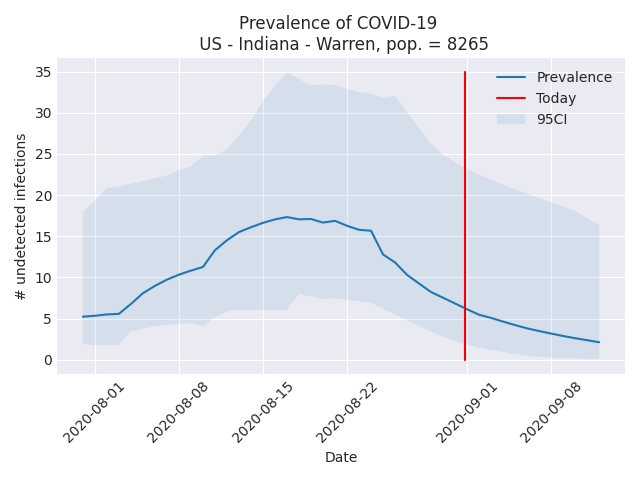 Prevalence of COVID-19
US - Indiana - Warren, pop. = 8265
35
30
25
20
15
10
5
0
# undetected infections
Prevalence
Today
95CI
2020-08-01
2020-08-08
2020-08-15
2020-08-22
2020-09-01
2020-09-08
Date